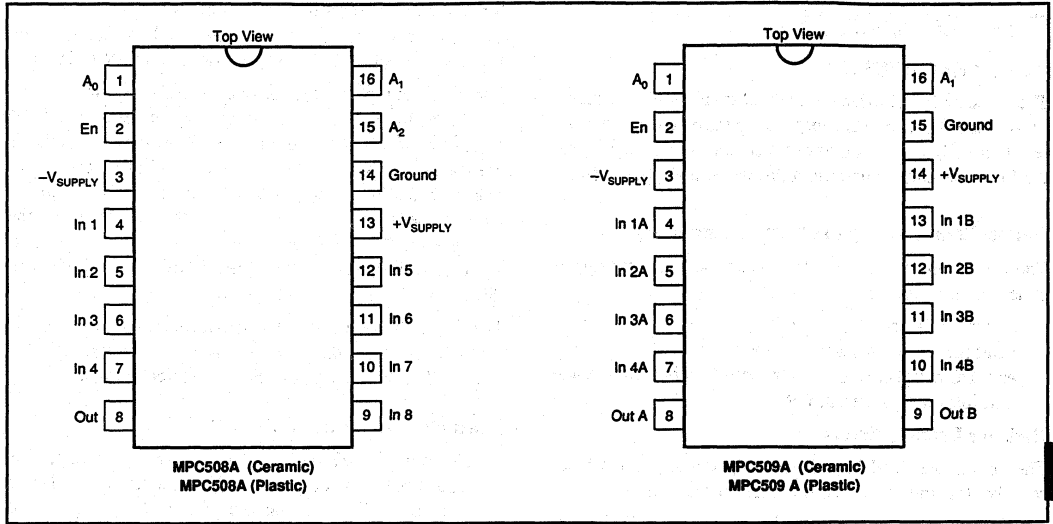 Top View
A₀ 1 16 A₁
En 2 15 A₂
–V_SUPPLY 3 14 Ground
In 1 4 13 +V_SUPPLY
In 2 5 12 In 5
In 3 6 11 In 6
In 4 7 10 In 7
Out 8 9 In 8
MPC508A (Ceramic)
MPC508A (Plastic)
Top View
A₀ 1 16 A₁
En 2 15 Ground
–V_SUPPLY 3 14 +V_SUPPLY
In 1A 4 13 In 1B
In 2A 5 12 In 2B
In 3A 6 11 In 3B
In 4A 7 10 In 4B
Out A 8 9 Out B
MPC509A (Ceramic)
MPC509 A (Plastic)